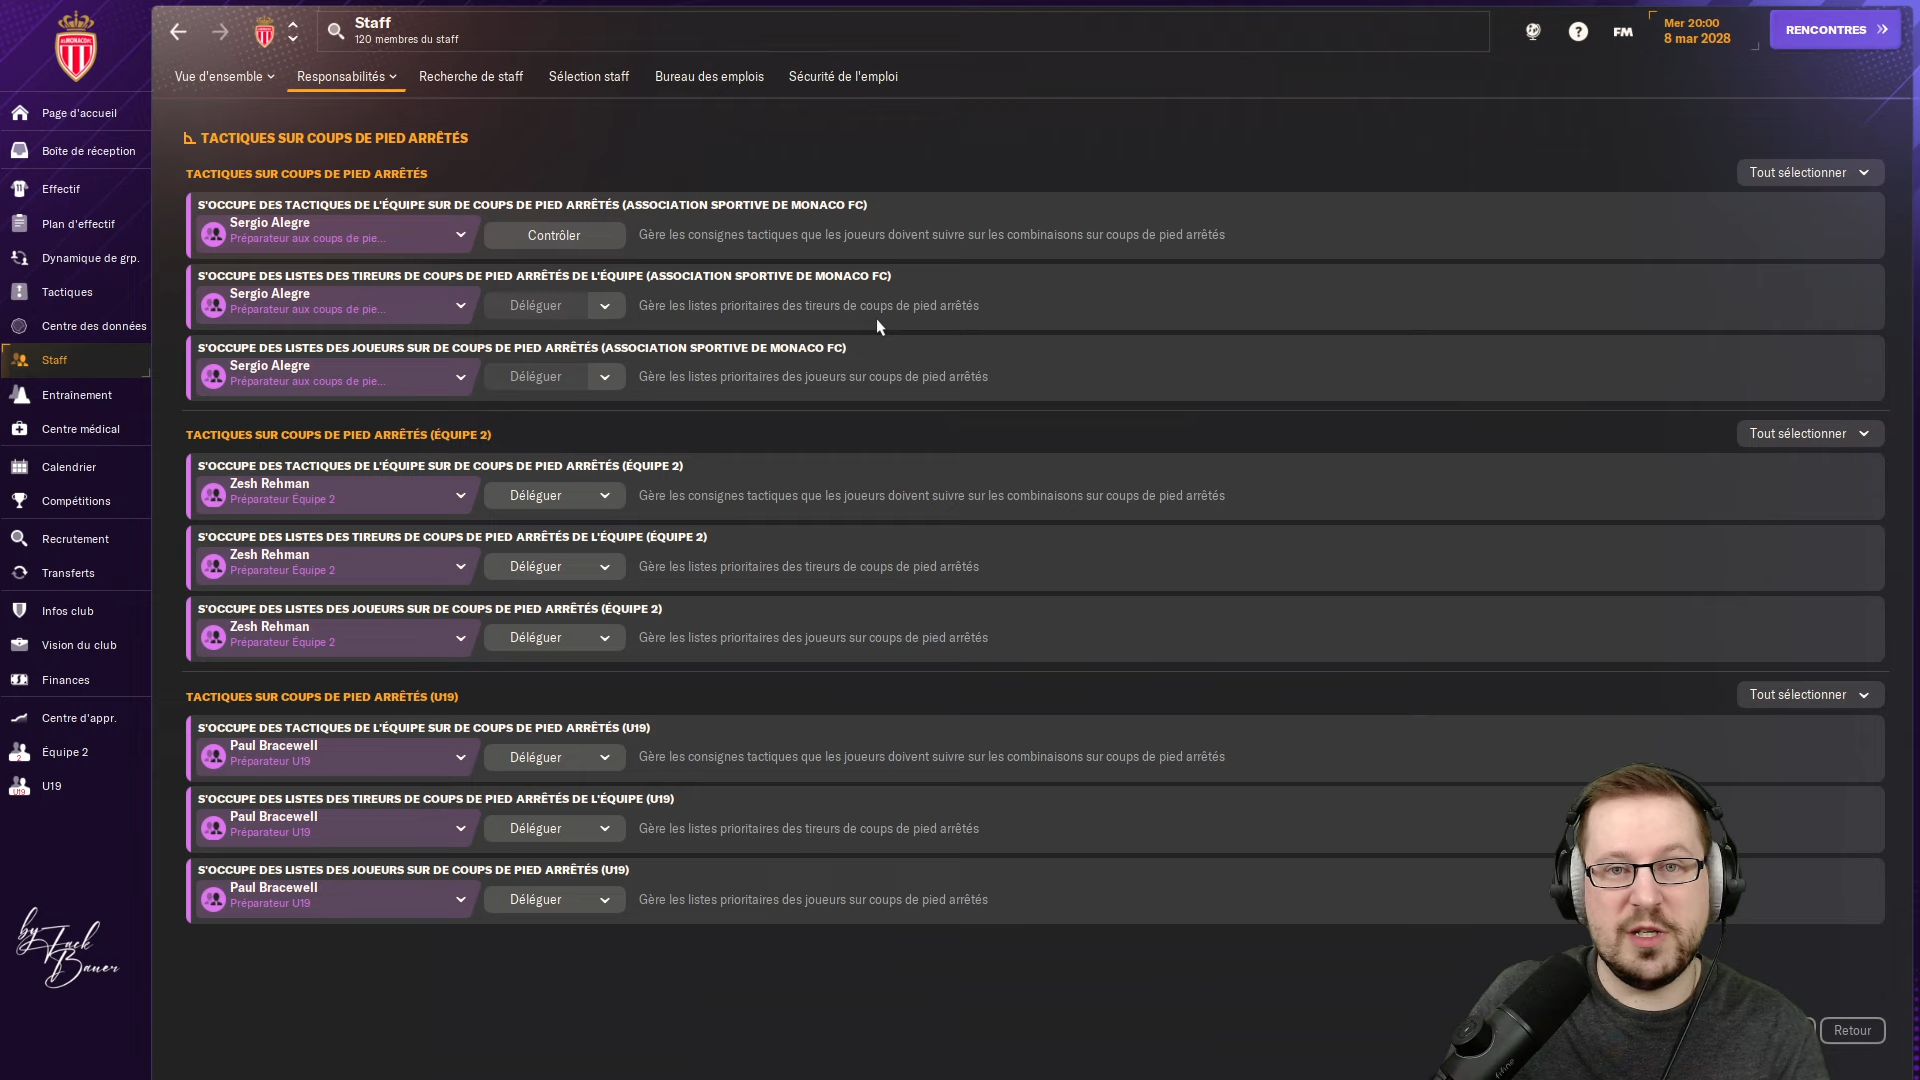 Staff
120 membres du staff
Mer 20:00
8 mar 2028
RENCONTRES
FM
Vue d'ensemble
Responsabilités
Recherche de staff
Sélection staff
Bureau des emplois
Sécurité de l'emploi
Page d'accueil
Boîte de réception
Effectif
Plan d'effectif
Dynamique de grp.
Tactiques
Centre des données
Staff
Entraînement
Centre médical
Calendrier
Compétitions
Recrutement
Transferts
Infos club
Vision du club
Finances
Centre d'appr.
Équipe 2
U19
by Jack
Bauer
TACTIQUES SUR COUPS DE PIED ARRÊTÉS
TACTIQUES SUR COUPS DE PIED ARRÊTÉS
Tout sélectionner
S'OCCUPE DES TACTIQUES DE L'ÉQUIPE SUR DE COUPS DE PIED ARRÊTÉS (ASSOCIATION SPORTIVE DE MONACO FC)
Sergio Alegre
Préparateur aux coups de pie...
Contrôler
Gère les consignes tactiques que les joueurs doivent suivre sur les combinaisons sur coups de pied arrêtés
S'OCCUPE DES LISTES DES TIREURS DE COUPS DE PIED ARRÊTÉS DE L'ÉQUIPE (ASSOCIATION SPORTIVE DE MONACO FC)
Sergio Alegre
Préparateur aux coups de pie...
Déléguer
Gère les listes prioritaires des tireurs de coups de pied arrêtés
S'OCCUPE DES LISTES DES JOUEURS SUR DE COUPS DE PIED ARRÊTÉS (ASSOCIATION SPORTIVE DE MONACO FC)
Sergio Alegre
Préparateur aux coups de pie...
Déléguer
Gère les listes prioritaires des joueurs sur coups de pied arrêtés
TACTIQUES SUR COUPS DE PIED ARRÊTÉS (ÉQUIPE 2)
Tout sélectionner
S'OCCUPE DES TACTIQUES DE L'ÉQUIPE SUR DE COUPS DE PIED ARRÊTÉS (ÉQUIPE 2)
Zesh Rehman
Préparateur Équipe 2
Déléguer
Gère les consignes tactiques que les joueurs doivent suivre sur les combinaisons sur coups de pied arrêtés
S'OCCUPE DES LISTES DES TIREURS DE COUPS DE PIED ARRÊTÉS DE L'ÉQUIPE (ÉQUIPE 2)
Zesh Rehman
Préparateur Équipe 2
Déléguer
Gère les listes prioritaires des tireurs de coups de pied arrêtés
S'OCCUPE DES LISTES DES JOUEURS SUR DE COUPS DE PIED ARRÊTÉS (ÉQUIPE 2)
Zesh Rehman
Préparateur Équipe 2
Déléguer
Gère les listes prioritaires des joueurs sur coups de pied arrêtés
TACTIQUES SUR COUPS DE PIED ARRÊTÉS (U19)
Tout sélectionner
S'OCCUPE DES TACTIQUES DE L'ÉQUIPE SUR DE COUPS DE PIED ARRÊTÉS (U19)
Paul Bracewell
Préparateur U19
Déléguer
Gère les consignes tactiques que les joueurs doivent suivre sur les combinaisons sur coups de pied arrêtés
S'OCCUPE DES LISTES DES TIREURS DE COUPS DE PIED ARRÊTÉS DE L'ÉQUIPE (U19)
Paul Bracewell
Préparateur U19
Déléguer
Gère les listes prioritaires des tireurs de coups de pied arrêtés
S'OCCUPE DES LISTES DES JOUEURS SUR DE COUPS DE PIED ARRÊTÉS (U19)
Paul Bracewell
Préparateur U19
Déléguer
Gère les listes prioritaires des joueurs sur coups de pied arrêtés
Retour